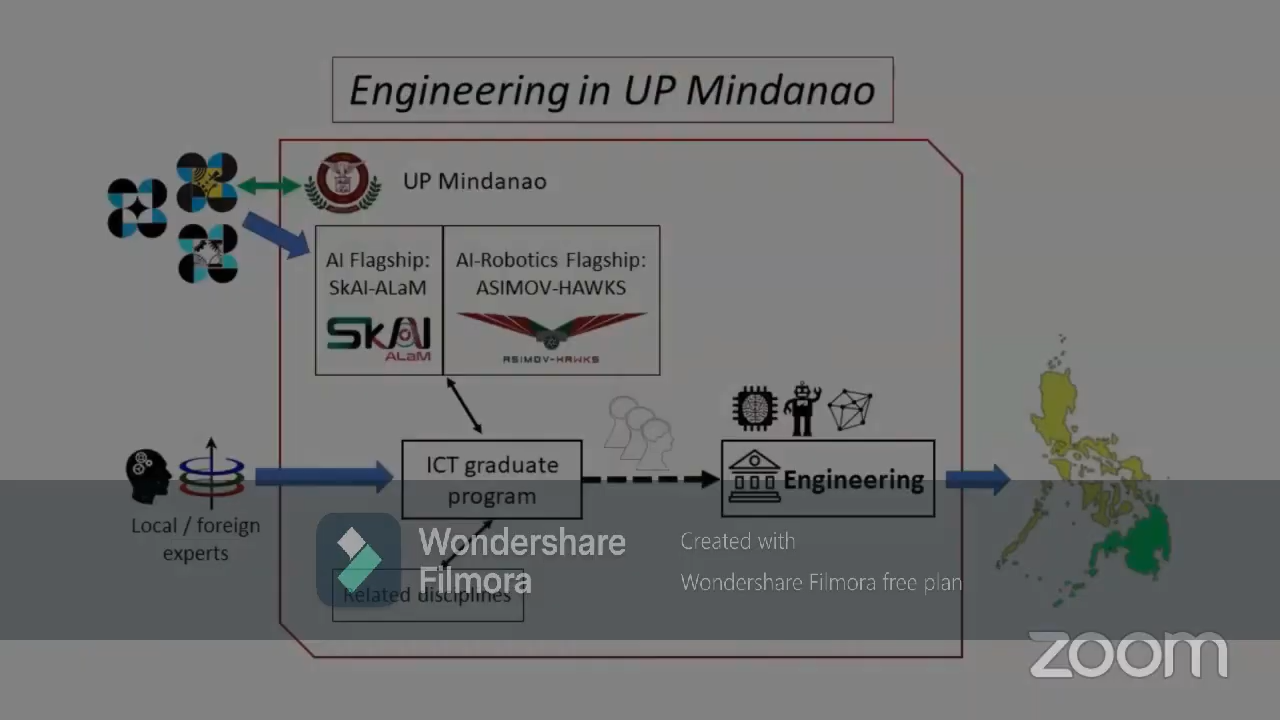 Engineering in UP Mindanao
UP Mindanao
AI Flagship:
SkAI-ALaM
SkAI
ALaM
AI-Robotics Flagship:
ASIMOV-HAWKS
ASIMOV-HAWKS
ICT graduate
program
Engineering
Local / foreign
experts
Related disciplines
Wondershare
Filmora
Created with
Wondershare Filmora free plan
zoom